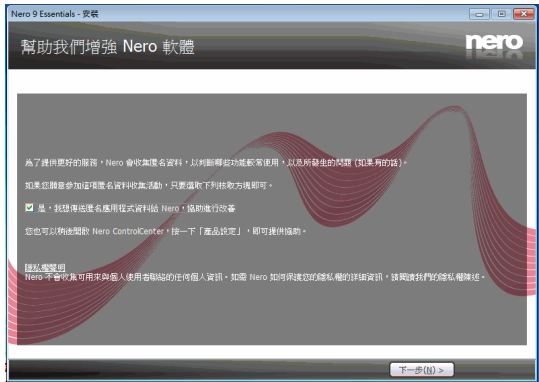 Nero 9 Essentials - 安裝
幫助我們增強 Nero 軟體
nero
為了提供更好的服務，Nero 會收集匿名資料，以判斷哪些功能較常使用，以及所發生的問題 (如果有的話)。
如果您願意參加這項匿名資料收集活動，只要選取下列核取方塊即可。
是，我想傳送匿名應用程式資料給 Nero，協助進行改善
您也可以稍後開啟 Nero ControlCenter，按一下「產品設定」，即可提供協助。
隱私權聲明
Nero 不會收集可用來與個人使用者聯絡的任何個人資訊。如需 Nero 如何保護您的隱私權的詳細資訊，請閱讀我們的隱私權陳述。
下一步(N) >